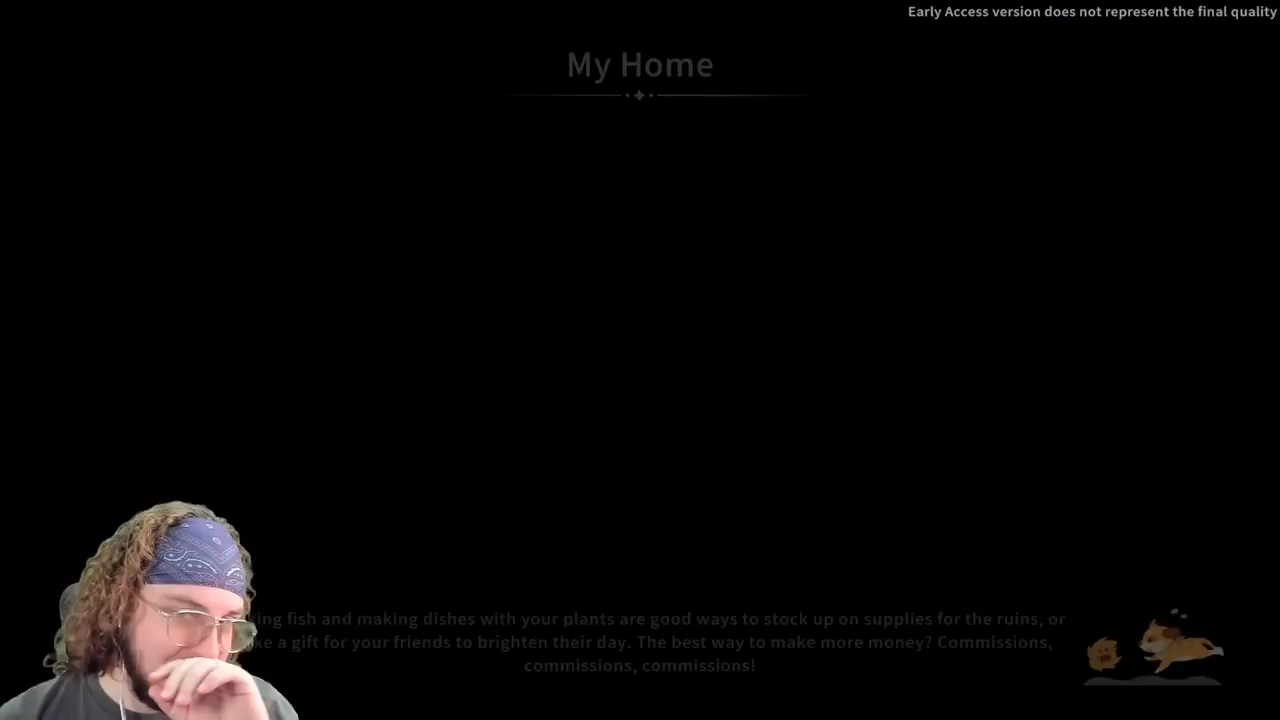 Early Access version does not represent the final quality
My Home
fish and making dishes with your plants are good ways to stock up on supplies for the ruins, or
a gift for your friends to brighten their day. The best way to make more money? Commissions,
commissions, commissions!